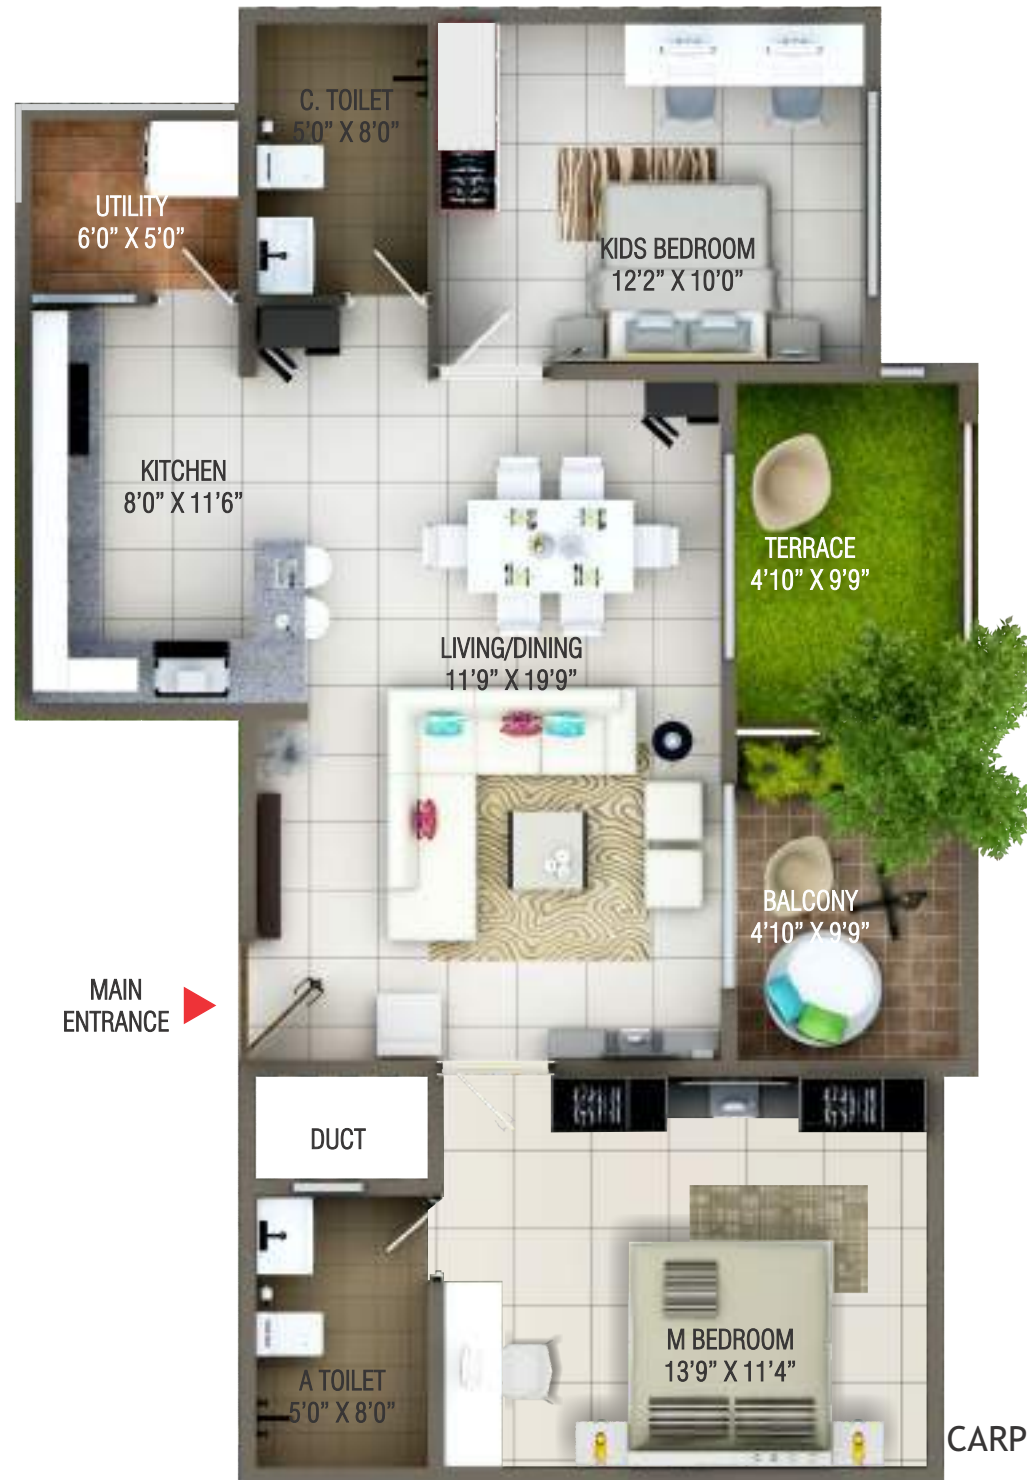 C. TOILET
5'0” X 8'0”
UTILITY
6'0” X 5'0”
KIDS BEDROOM
12'2” X 10'0”
KITCHEN
8'0” X 11'6”
TERRACE
4'10” X 9'9”
LIVING/DINING
11'9” X 19'9”
BALCONY
4'10” X 9'9”
MAIN
ENTRANCE
DUCT
M BEDROOM
13'9” X 11'4”
A TOILET
5'0” X 8'0”
CARP